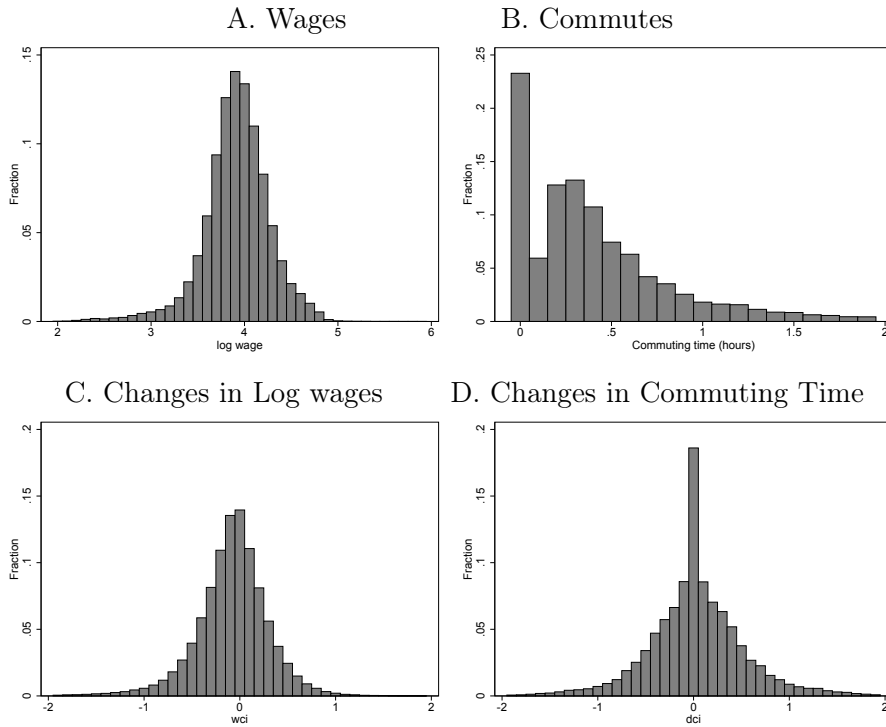 A. Wages
Fraction
0 .05 .1 .15
2 3 4 5 6
log wage
B. Commutes
Fraction
0 .05 .1 .15 .2 .25
0 .5 1 1.5 2
Commuting time (hours)
C. Changes in Log wages
Fraction
0 .05 .1 .15 .2
-2 -1 0 1 2
wci
D. Changes in Commuting Time
Fraction
0 .05 .1 .15 .2
-2 -1 0 1 2
dci